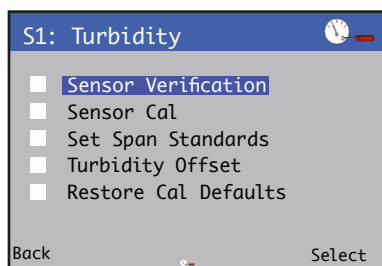 S1: Turbidity
Sensor Verification
Sensor Cal
Set Span Standards
Turbidity Offset
Restore Cal Defaults
Back Select